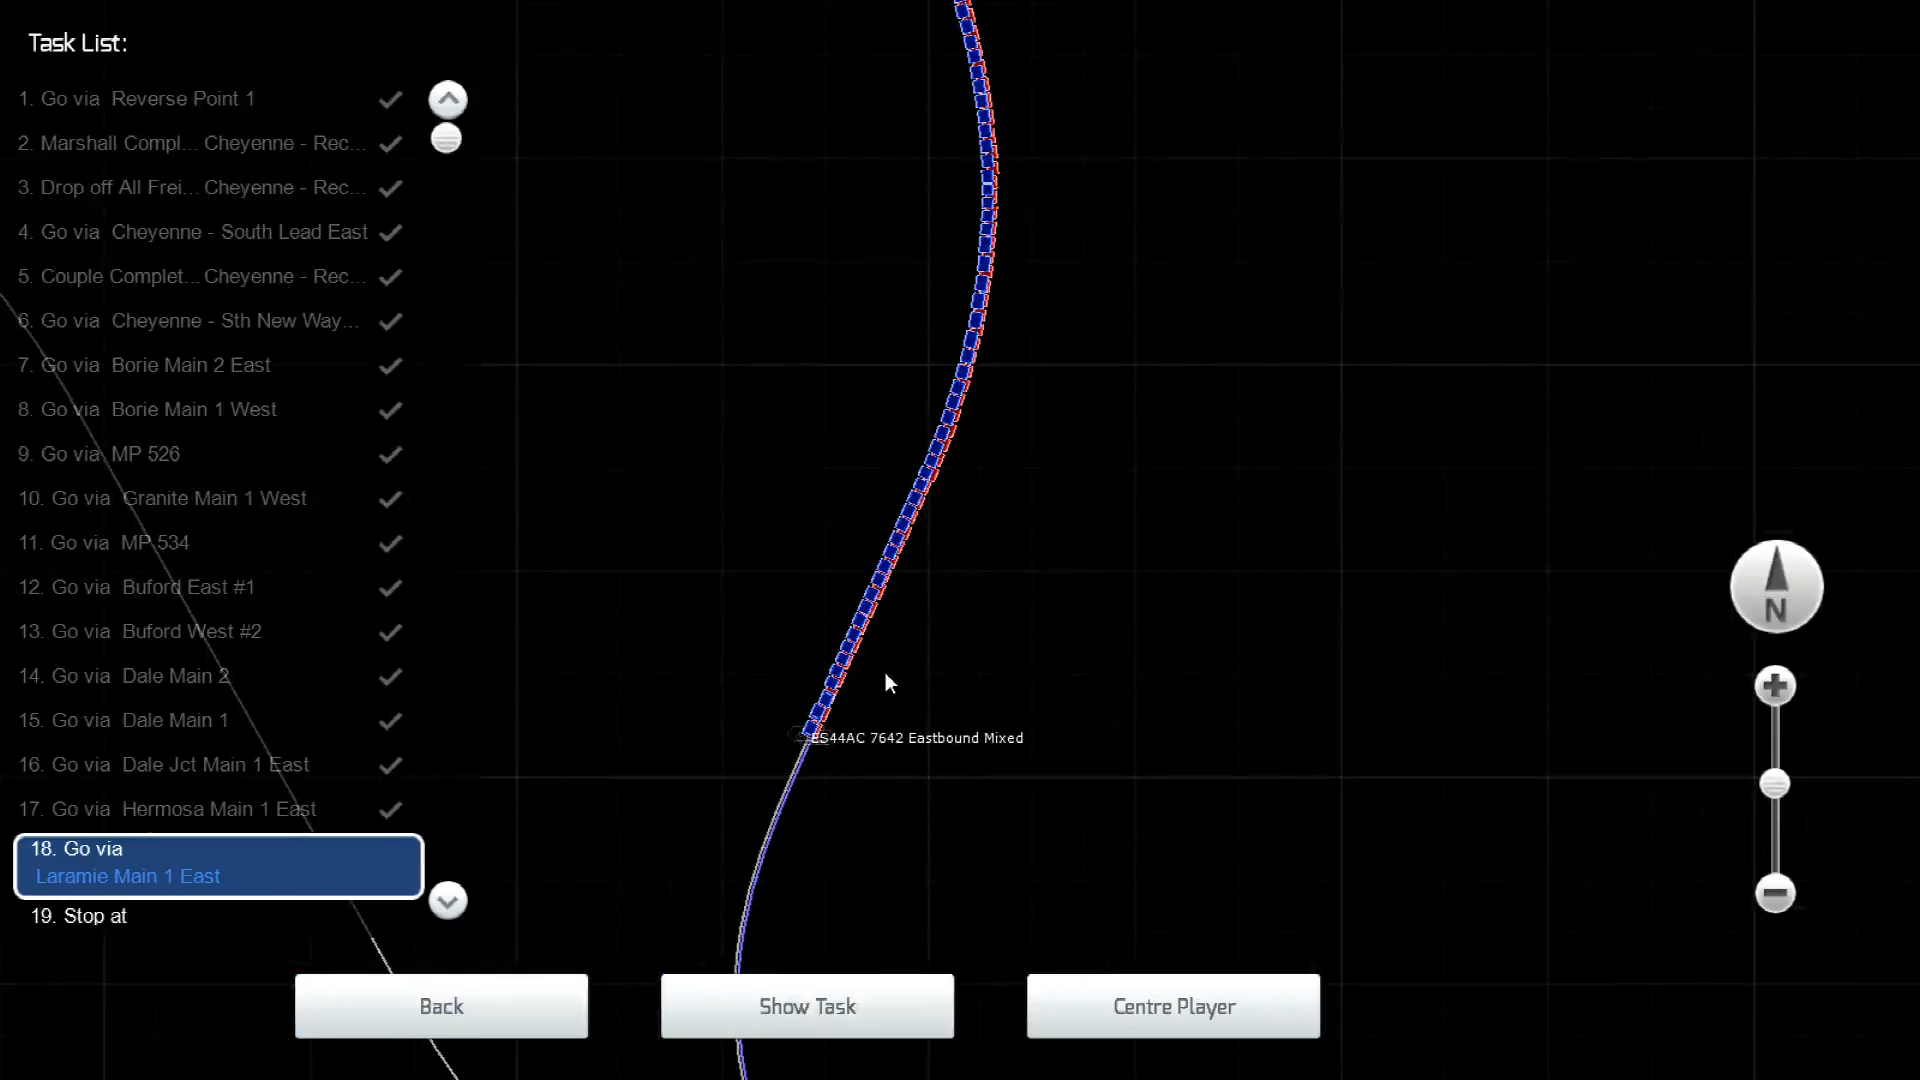 Task List:
1. Go via Reverse Point 1
2. Marshall Compl... Cheyenne - Rec...
3. Drop off All Frei... Cheyenne - Rec...
4. Go via Cheyenne - South Lead East
5. Couple Complet... Cheyenne - Rec...
6. Go via Cheyenne - Sth New Way...
7. Go via Borie Main 2 East
8. Go via Borie Main 1 West
9. Go via MP 526
10. Go via Granite Main 1 West
11. Go via MP 534
12. Go via Buford East #1
13. Go via Buford West #2
14. Go via Dale Main 2
15. Go via Dale Main 1
16. Go via Dale Jct Main 1 East
17. Go via Hermosa Main 1 East
18. Go via
Laramie Main 1 East
19. Stop at
ES44AC 7642 Eastbound Mixed
N
Back
Show Task
Centre Player